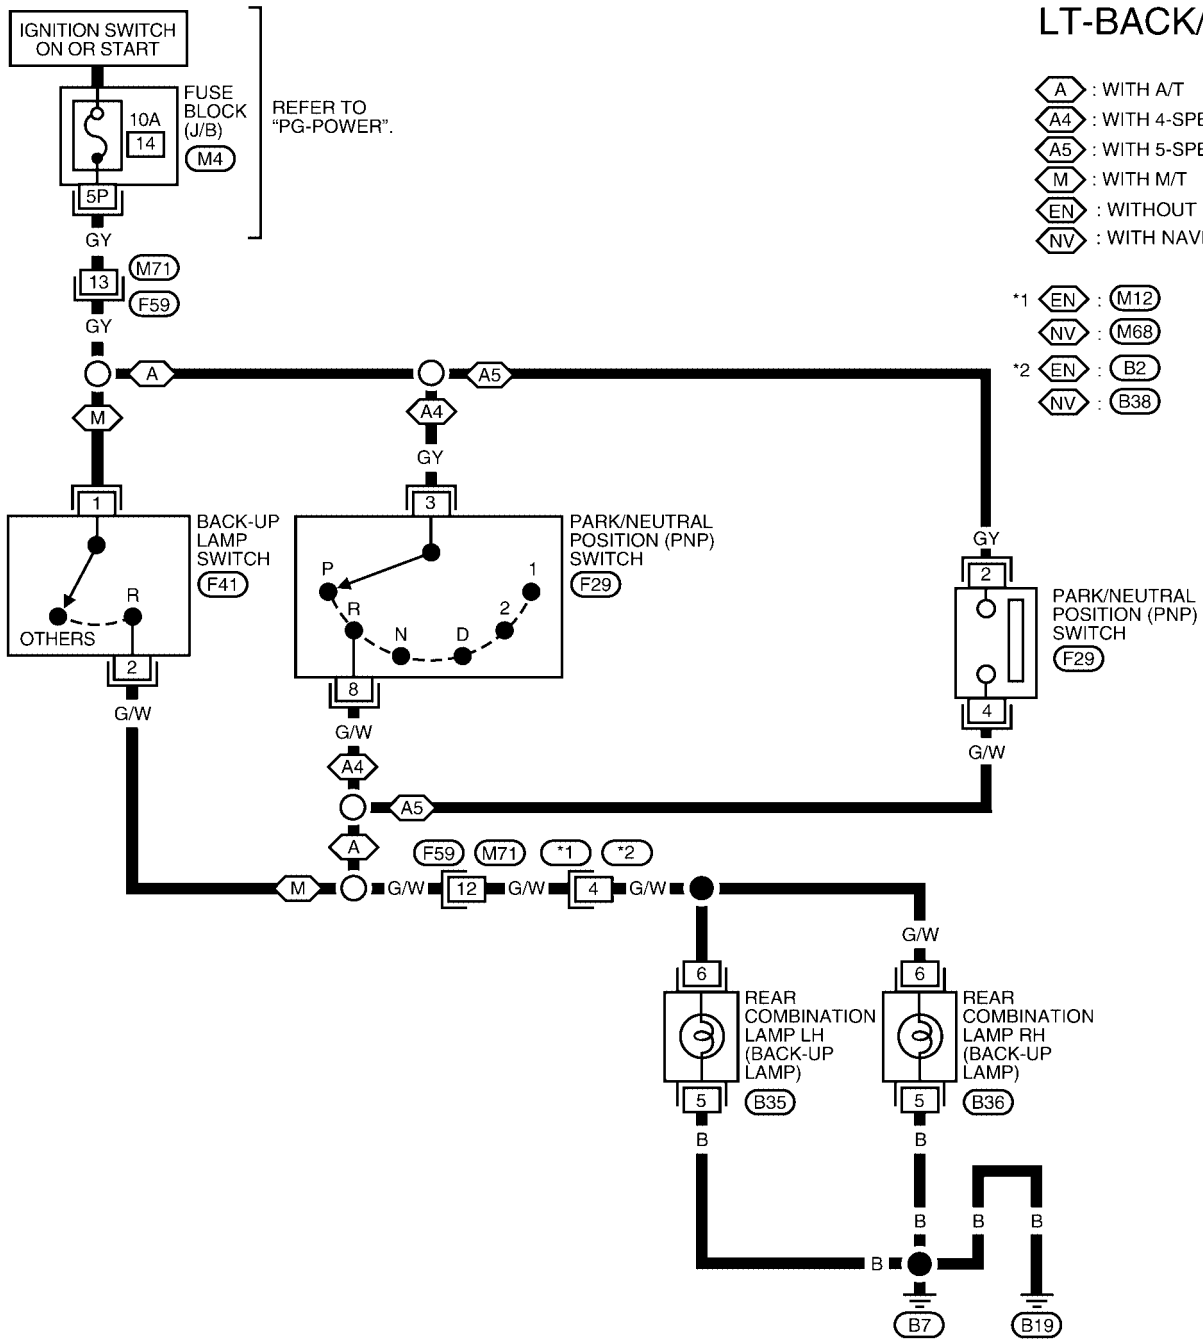 LT-BACK/
IGNITION SWITCH
ON OR START
FUSE
BLOCK
(J/B)
M4
10A
14
5P
REFER TO
"PG-POWER".
A : WITH A/T
A4 : WITH 4-SPE
A5 : WITH 5-SPE
M : WITH M/T
EN : WITHOUT
NV : WITH NAV
*1 EN : M12
NV : M68
*2 EN : B2
NV : B38
GY
13
M71
F59
GY
A
A5
M
A4
GY
1
BACK-UP
LAMP
SWITCH
F41
OTHERS
R
2
G/W
3
PARK/NEUTRAL
POSITION (PNP)
SWITCH
F29
P
R
N
D
2
1
8
G/W
A4
GY
2
PARK/NEUTRAL
POSITION (PNP)
SWITCH
F29
4
G/W
A5
A
M
G/W
F59
12
M71
G/W
*1
4
*2
G/W
G/W
6
REAR
COMBINATION
LAMP LH
(BACK-UP
LAMP)
B35
5
B
6
REAR
COMBINATION
LAMP RH
(BACK-UP
LAMP)
B36
5
B
B
B
B
B
B7
B19